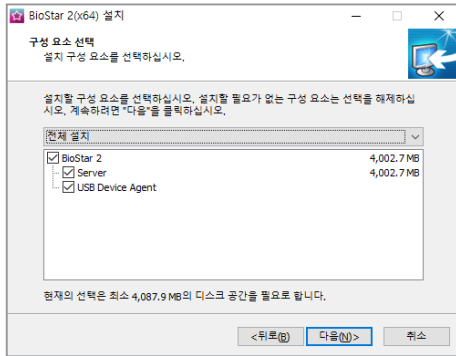 BioStar 2(x64) 설치
구성 요소 선택
설치 구성 요소를 선택하십시오.
설치할 구성 요소를 선택하십시오. 설치할 필요가 없는 구성 요소는 선택을 해제하십
시오. 계속하려면 "다음"을 클릭하십시오.
전체 설치
BioStar 2 4,002.7 MB
Server 4,002.7 MB
USB Device Agent
현재의 선택은 최소 4,087.9 MB의 디스크 공간을 필요로 합니다.
<뒤로(B) 다음(N)> 취소